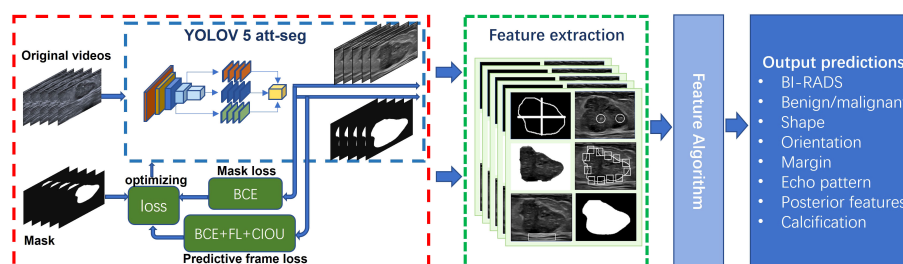 YOLOV 5 att-seg
Original videos
Mask
optimizing
loss
Mask loss
BCE
BCE+FL+CIOU
Predictive frame loss
Feature extraction
Feature Algorithm
Output predictions
• BI-RADS
• Benign/malignant
• Shape
• Orientation
• Margin
• Echo pattern
• Posterior features
• Calcification